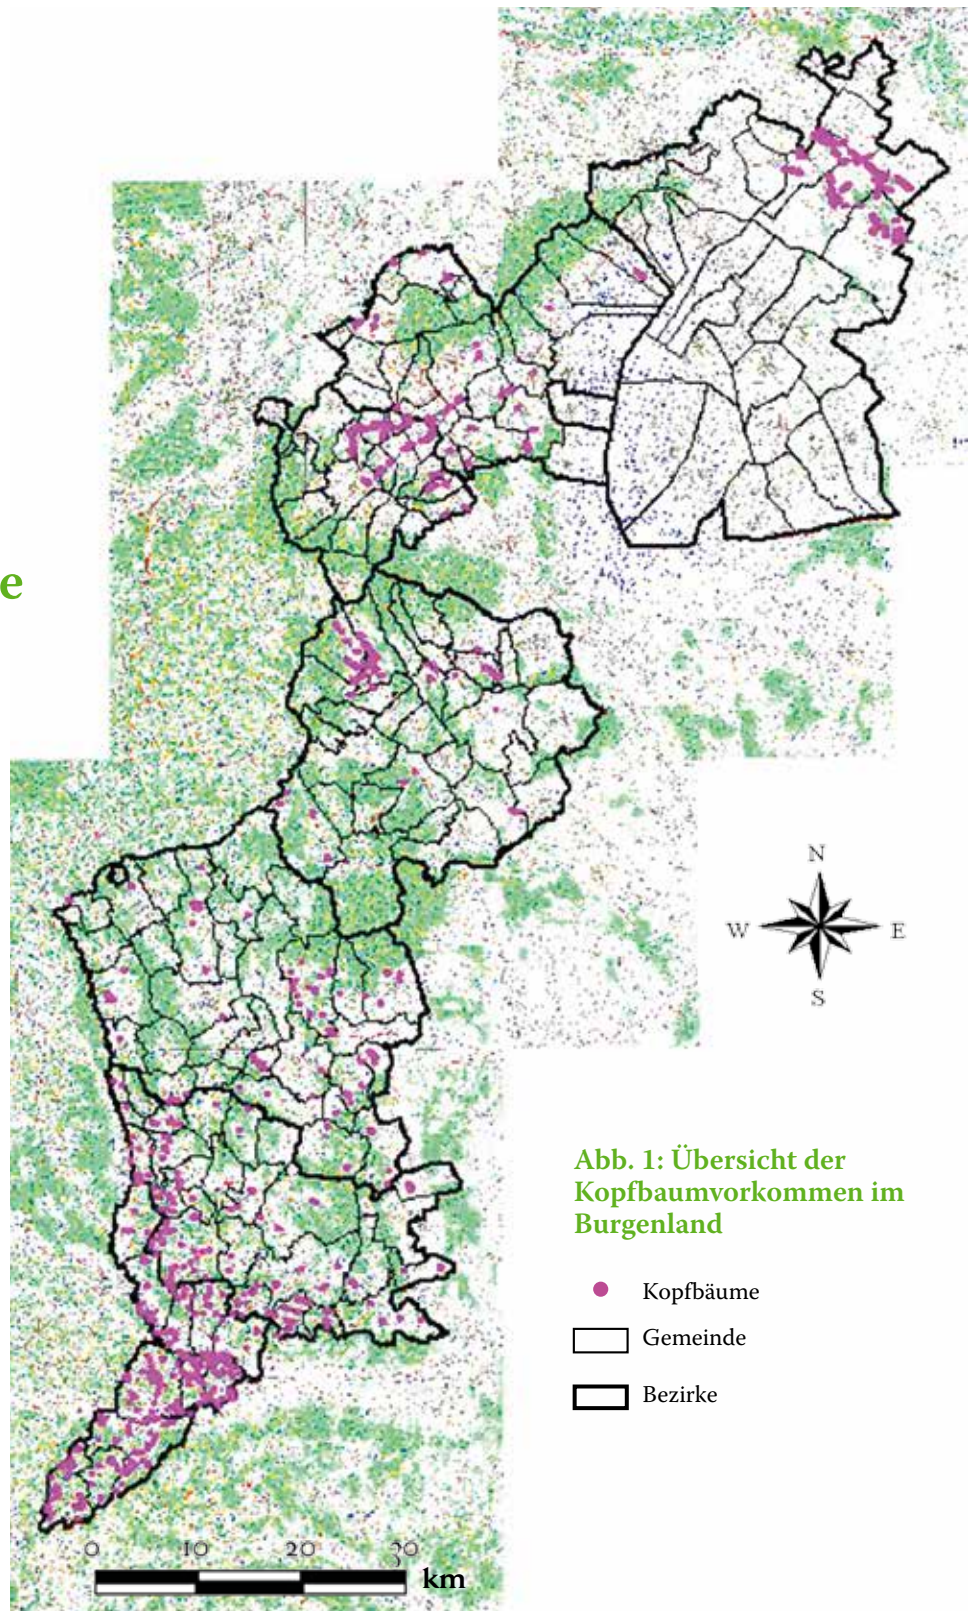 e
N
W E
S
Abb. 1: Übersicht der
Kopfbaumvorkommen im
Burgenland
Kopfbäume
Gemeinde
Bezirke
0 10 20 30
km